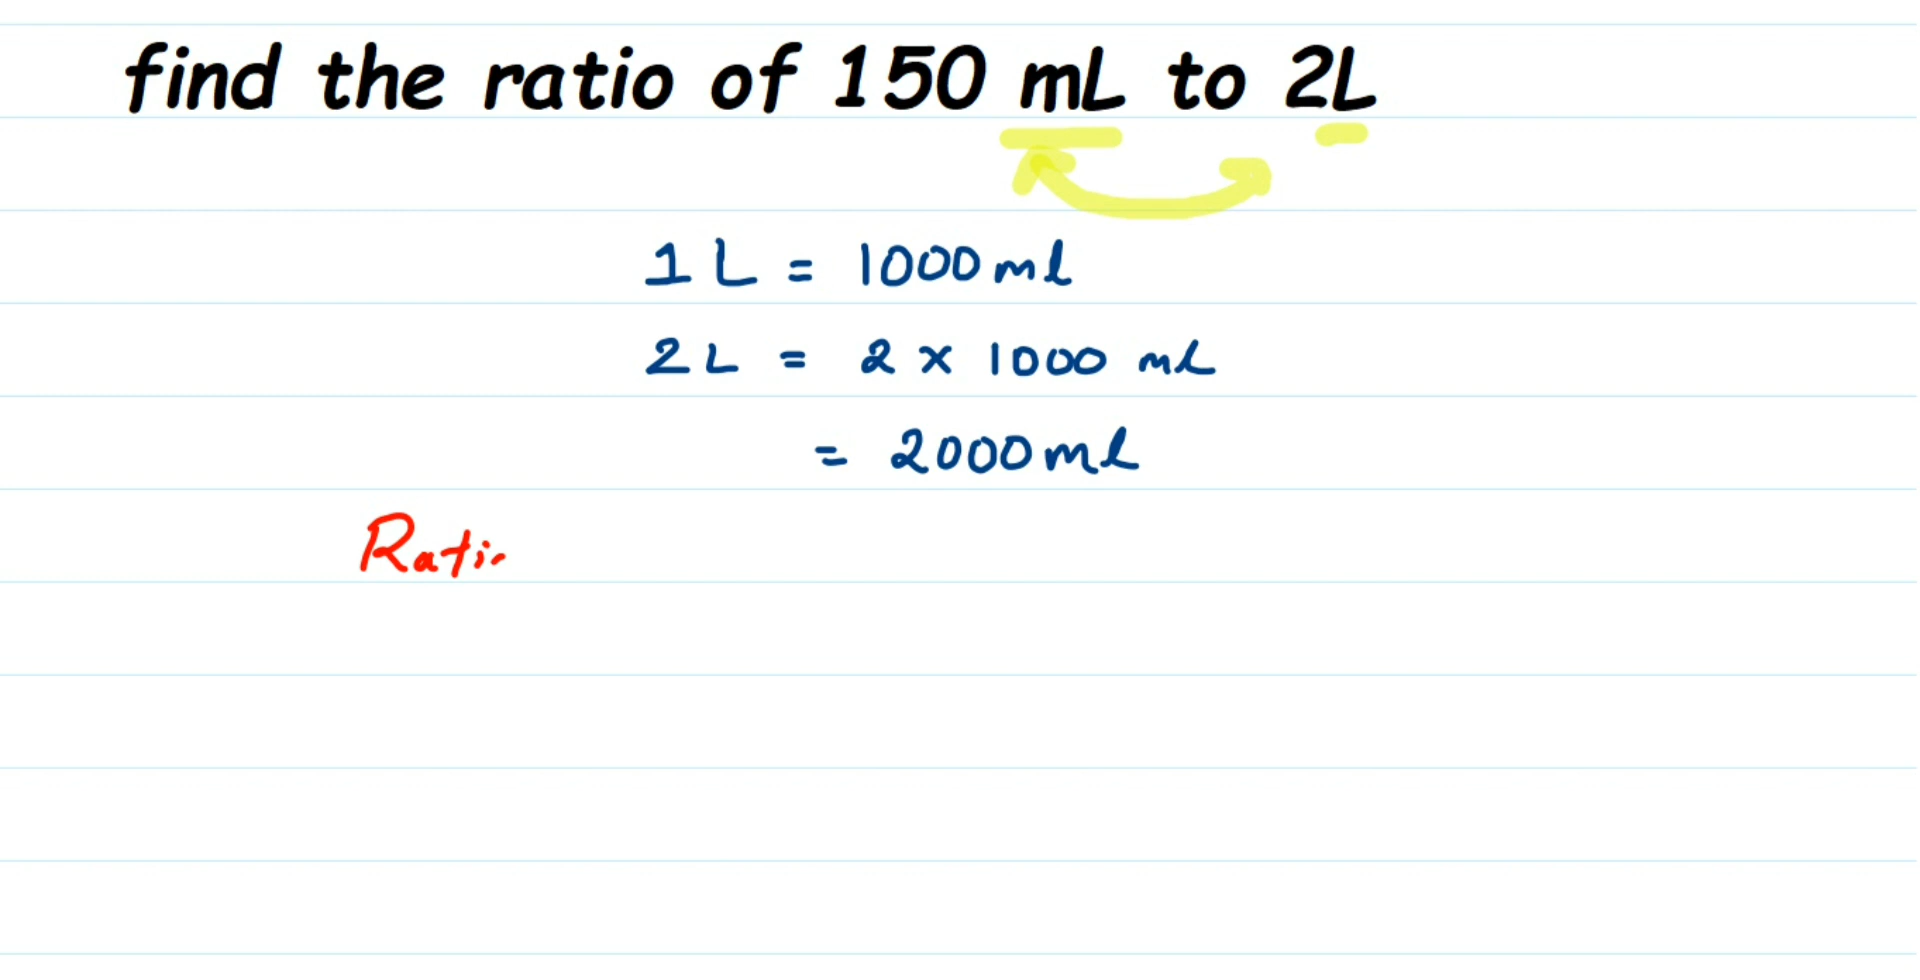 find the ratio of 150 mL to 2L
1 L = 1000 ml
2 L = 2 x 1000 ml
= 2000 ml
Rati